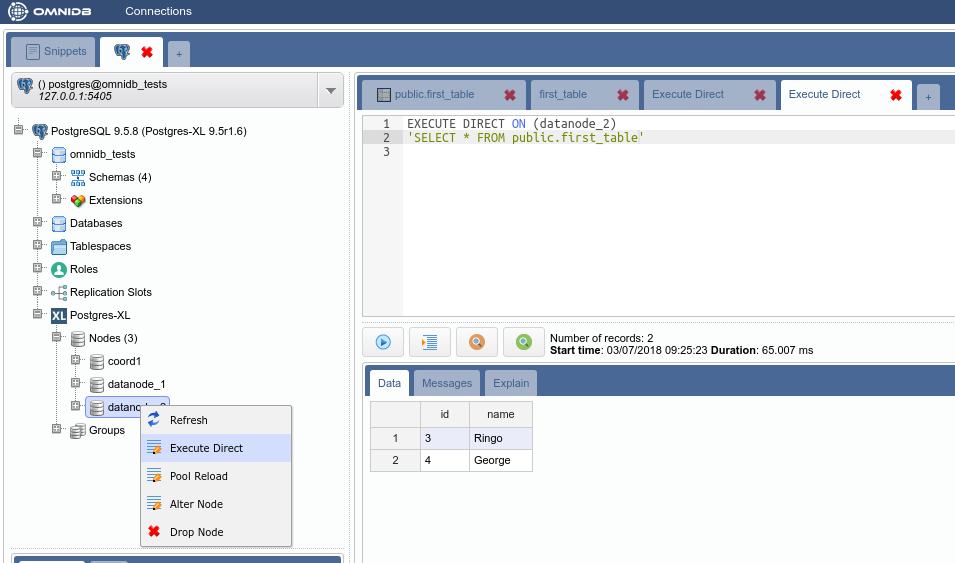 OMNIDB Connections
Snippets
+
() postgres@omnidb_tests
127.0.0.1:5405
PostgreSQL 9.5.8 (Postgres-XL 9.5r1.6)
omnidb_tests
Schemas (4)
Extensions
Databases
Tablespaces
Roles
Replication Slots
XL Postgres-XL
Nodes (3)
coord1
datanode_1
Groups
Refresh
Execute Direct
Pool Reload
Alter Node
Drop Node
public.first_table first_table Execute Direct Execute Direct +
1 EXECUTE DIRECT ON (datanode_2)
2 'SELECT * FROM public.first_table'
3
Number of records: 2
Start time: 03/07/2018 09:25:23 Duration: 65.007 ms
Data Messages Explain
id name
1 3 Ringo
2 4 George